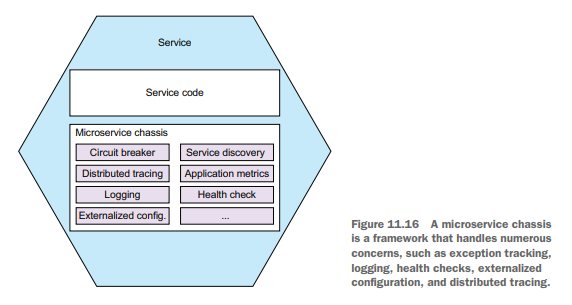 Service
Service code
Microservice chassis
Circuit breaker
Service discovery
Distributed tracing
Application metrics
Logging
Health check
Externalized config.
...
Figure 11.16 A microservice chassis
is a framework that handles numerous
concerns, such as exception tracking,
logging, health checks, externalized
configuration, and distributed tracing.